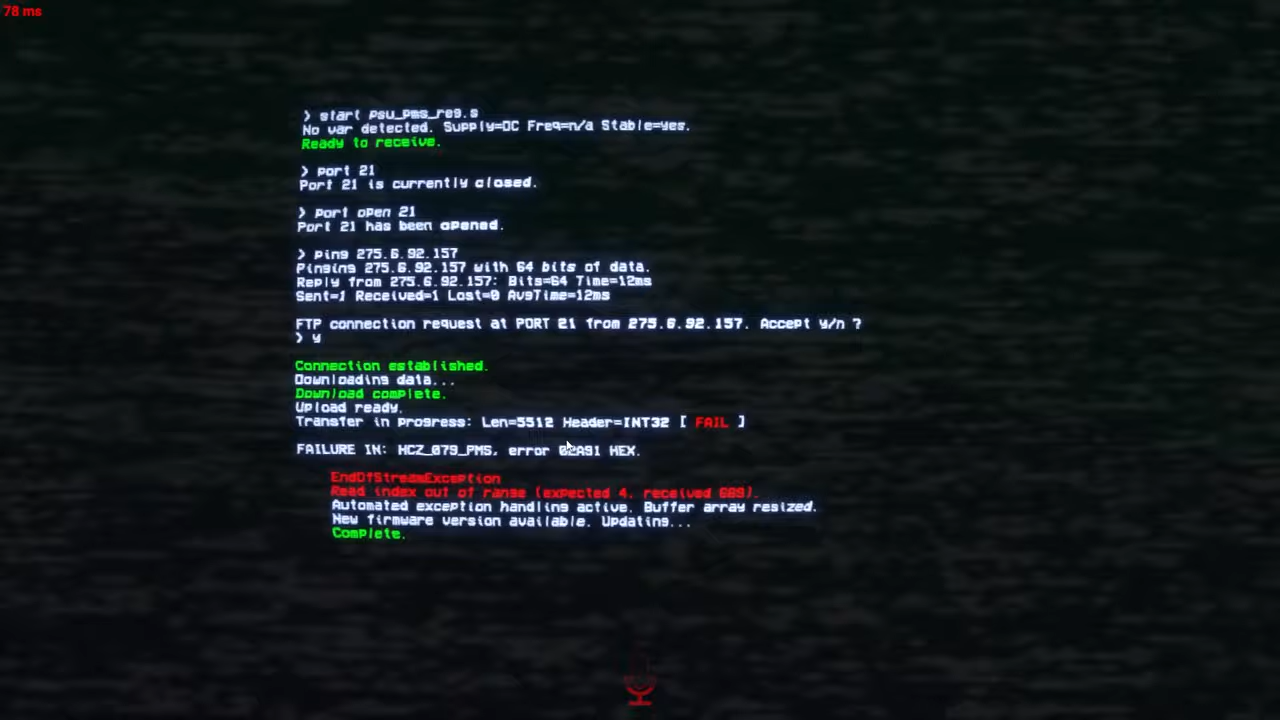 78 ms
> start psu_pms_reg.s
No var detected. Supply=DC Freq=n/a Stable=yes.
Ready to receive.
> port 21
Port 21 is currently closed.
> port open 21
Port 21 has been opened.
> ping 275.6.92.157
Pinging 275.6.92.157 with 64 bits of data.
Reply from 275.6.92.157: Bits=64 Time=12ms
Sent=1 Received=1 Lost=0 AvgTime=12ms
FTP connection request at PORT 21 from 275.6.92.157. Accept y/n ?
> y
Connection established.
Downloading data...
Download complete.
Upload ready.
Transfer in progress: Len=5512 Header=INT32 [ FAIL ]
FAILURE IN: HCZ_079_PMS, error 02A91 HEX.
EndOfStreamException
Read index out of range (expected 4, received 689).
Automated exception handling active. Buffer array resized.
New firmware version available. Updating...
Complete.